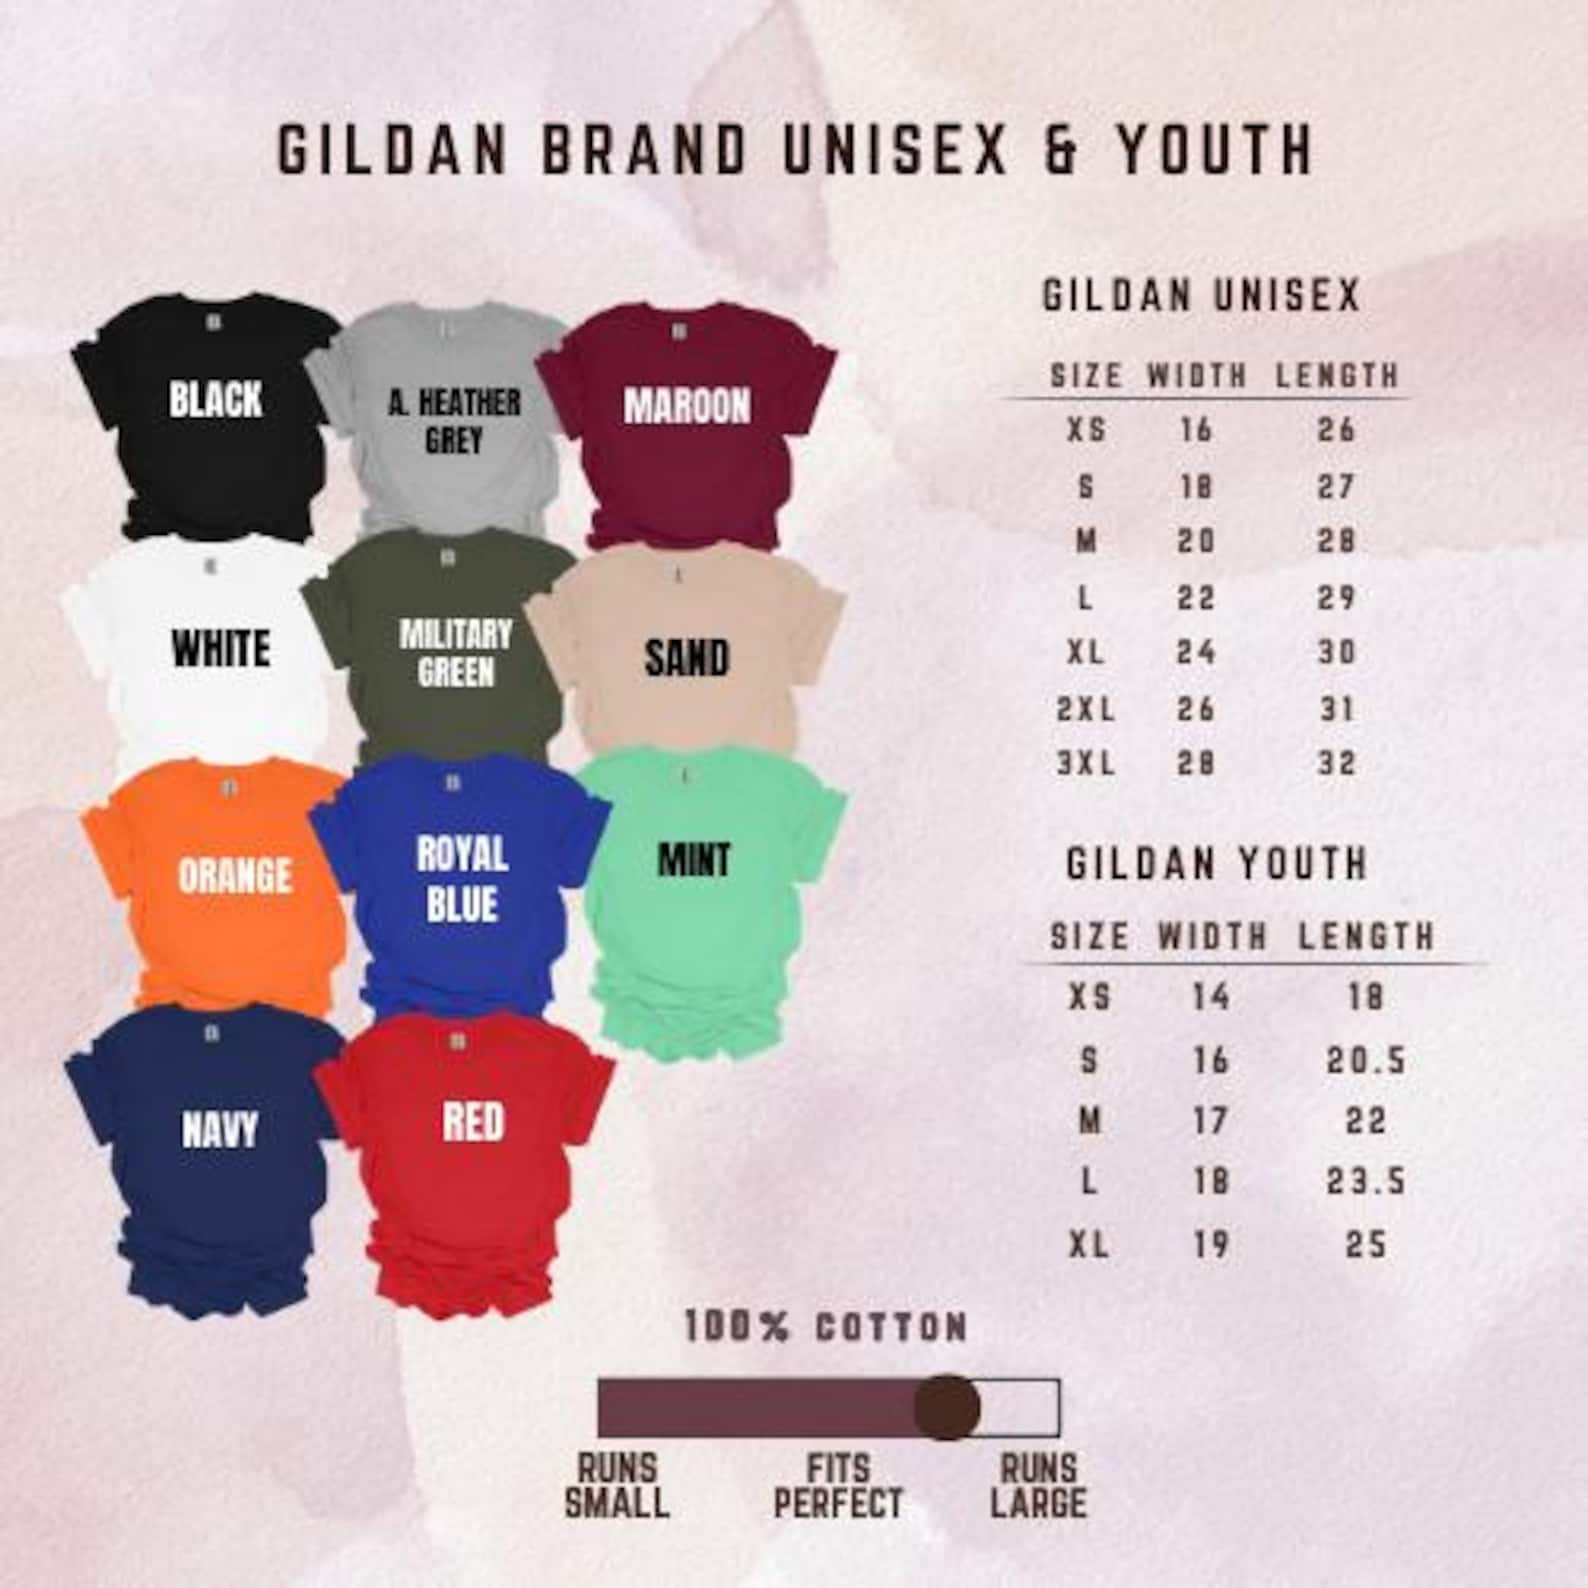 GILDAN BRAND UNISEX & YOUTH
BLACK
A. HEATHER
GREY
MAROON
WHITE
MILITARY
GREEN
SAND
ORANGE
ROYAL
BLUE
MINT
NAVY
RED
GILDAN UNISEX
SIZE WIDTH LENGTH
XS 16 26
S 18 27
M 20 28
L 22 29
XL 24 30
2XL 26 31
3XL 28 32
GILDAN YOUTH
SIZE WIDTH LENGTH
XS 14 18
S 16 20.5
M 17 22
L 18 23.5
XL 19 25
100% COTTON
RUNS
SMALL
FITS
PERFECT
RUNS
LARGE